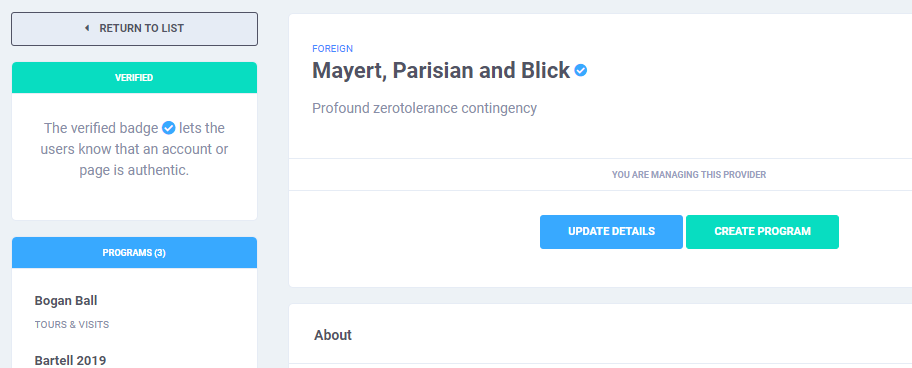 RETURN TO LIST
VERIFIED
The verified badge lets the
users know that an account or
page is authentic.
PROGRAMS (3)
Bogan Ball
TOURS & VISITS
Bartell 2019
FOREIGN
Mayert, Parisian and Blick
Profound zerotolerance contingency
YOU ARE MANAGING THIS PROVIDER
UPDATE DETAILS
CREATE PROGRAM
About